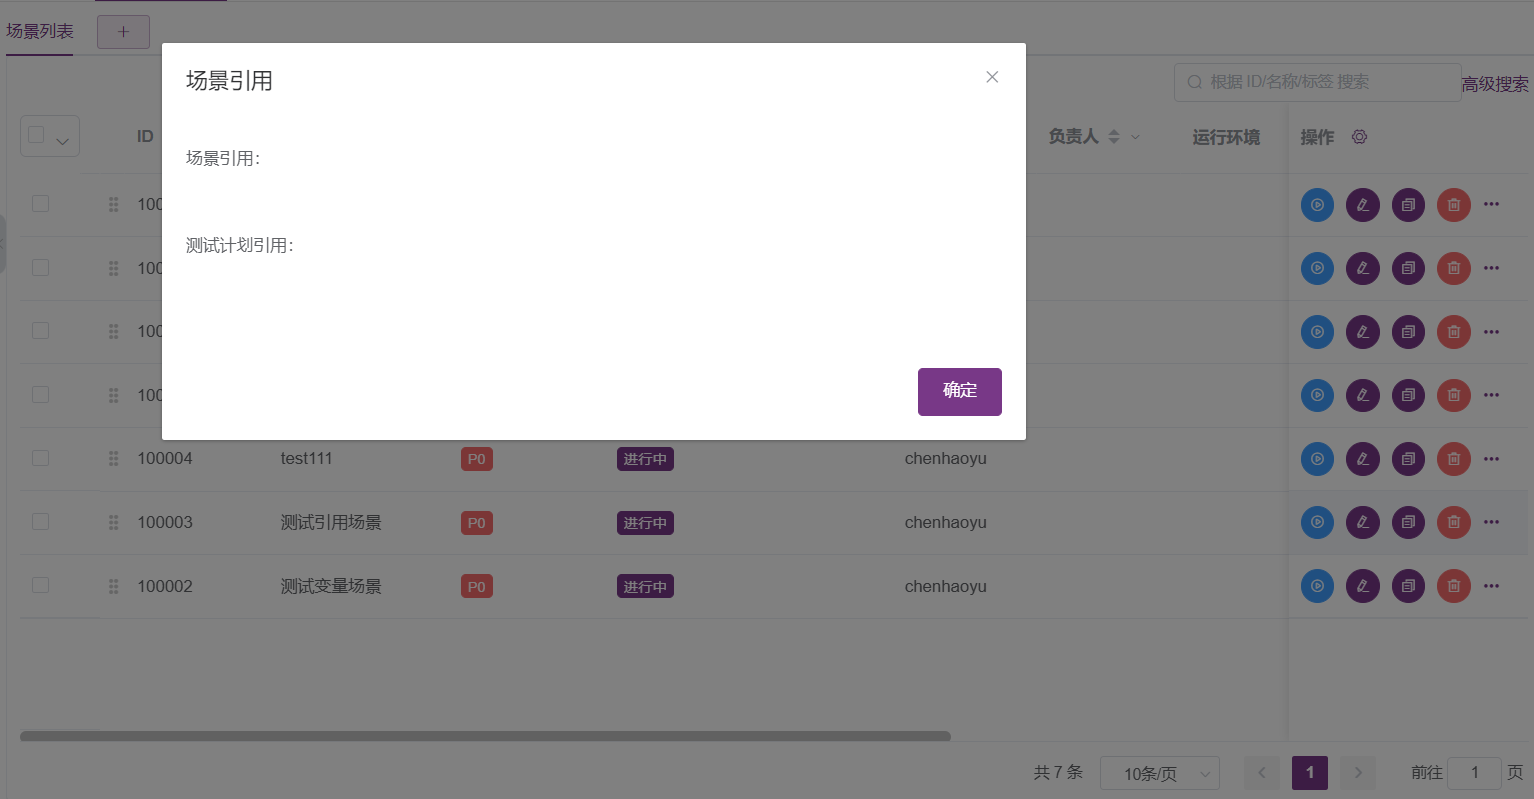 场景列表
+
场景引用
根据 ID/名称/标签 搜索
高级搜索
ID
负责人
运行环境
操作
场景引用:
测试计划引用:
确定
100
100
100
100
100004 test111 P0 进行中 chenhaoyu
100003 测试引用场景 P0 进行中 chenhaoyu
100002 测试变量场景 P0 进行中 chenhaoyu
共 7 条 10条/页 1 前往 1 页